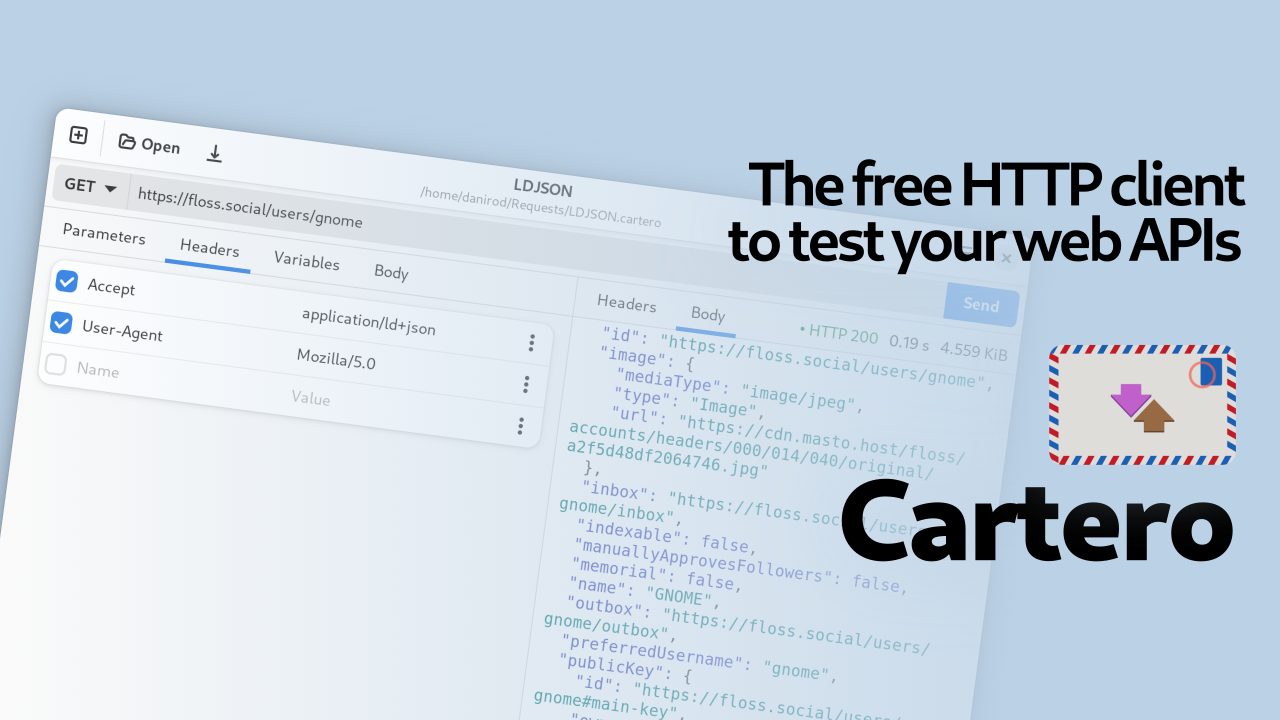 The free HTTP client
to test your web APIs
Cartero
Open
LDJSON
/home/danirod/Requests/LDJSON.cartero
GET
https://floss.social/users/gnome
Send
Parameters
Headers
Variables
Body
Accept
application/ld+json
User-Agent
Mozilla/5.0
Name
Value
Headers
Body
• HTTP 200
0.19 s
4.559 KiB
"id": "https://floss.social/users/gnome",
"image": {
"mediaType": "image/jpeg",
"type": "Image",
"url": "https://cdn.masto.host/floss/
accounts/headers/000/014/040/original/
a2f5d48df2064746.jpg"
},
"inbox": "https://floss.social/users/
gnome/inbox",
"indexable": false,
"manuallyApprovesFollowers": false,
"memorial": false,
"name": "GNOME",
"outbox": "https://floss.social/users/
gnome/outbox",
"preferredUsername": "gnome",
"publicKey": {
"id": "https://floss.social/users/
gnome#main-key",